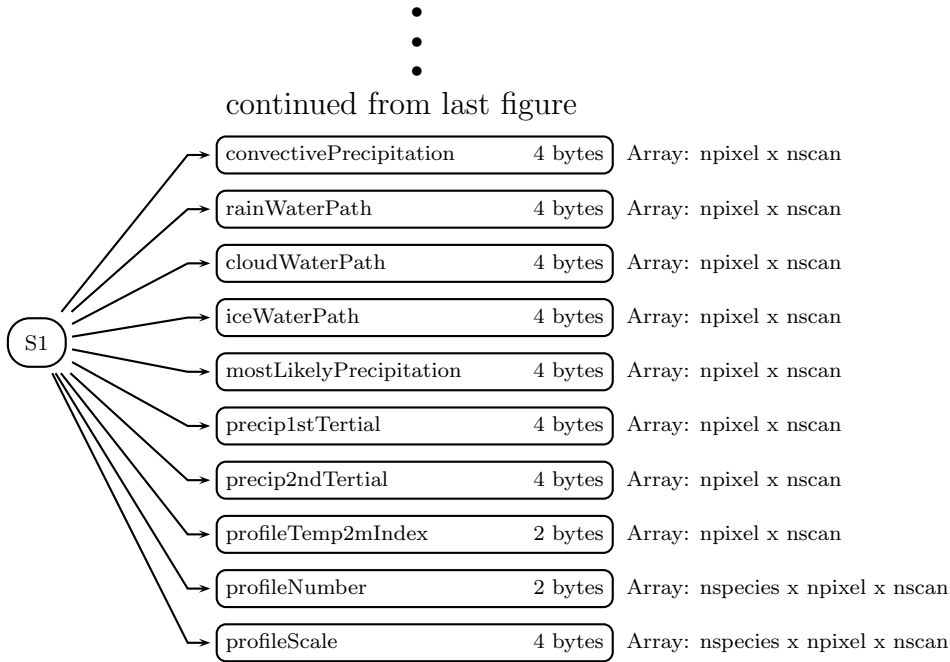 continued from last figure
convectivePrecipitation 4 bytes Array: npixel x nscan
rainWaterPath 4 bytes Array: npixel x nscan
cloudWaterPath 4 bytes Array: npixel x nscan
iceWaterPath 4 bytes Array: npixel x nscan
S1
mostLikelyPrecipitation 4 bytes Array: npixel x nscan
precip1stTertial 4 bytes Array: npixel x nscan
precip2ndTertial 4 bytes Array: npixel x nscan
profileTemp2mIndex 2 bytes Array: npixel x nscan
profileNumber 2 bytes Array: nspecies x npixel x nscan
profileScale 4 bytes Array: nspecies x npixel x nscan